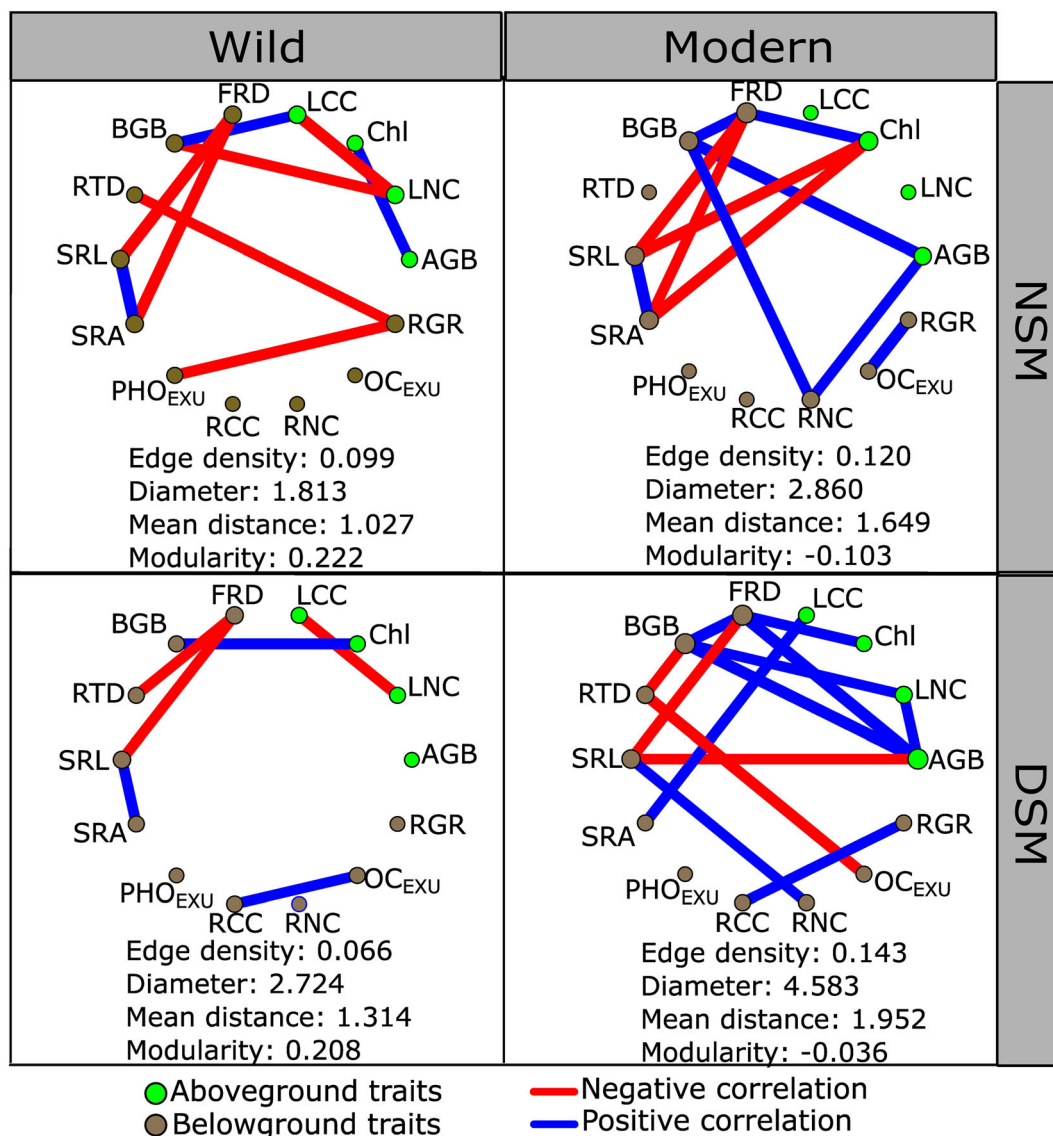 Wild
Modern
FRD
LCC
BGB
Chl
RTD
LNC
SRL
AGB
SRA
RGR
PHOEXU
OCEXU
RCC
RNC
Edge density: 0.099
Diameter: 1.813
Mean distance: 1.027
Modularity: 0.222
FRD
LCC
BGB
Chl
RTD
LNC
SRL
AGB
SRA
RGR
PHOEXU
OCEXU
RCC
RNC
Edge density: 0.120
Diameter: 2.860
Mean distance: 1.649
Modularity: -0.103
NSM
FRD
LCC
BGB
Chl
RTD
LNC
SRL
AGB
SRA
RGR
PHOEXU
OCEXU
RCC
RNC
Edge density: 0.066
Diameter: 2.724
Mean distance: 1.314
Modularity: 0.208
FRD
LCC
BGB
Chl
RTD
LNC
SRL
AGB
SRA
RGR
PHOEXU
OCEXU
RCC
RNC
Edge density: 0.143
Diameter: 4.583
Mean distance: 1.952
Modularity: -0.036
DSM
Aboveground traits
Negative correlation
Belowground traits
Positive correlation